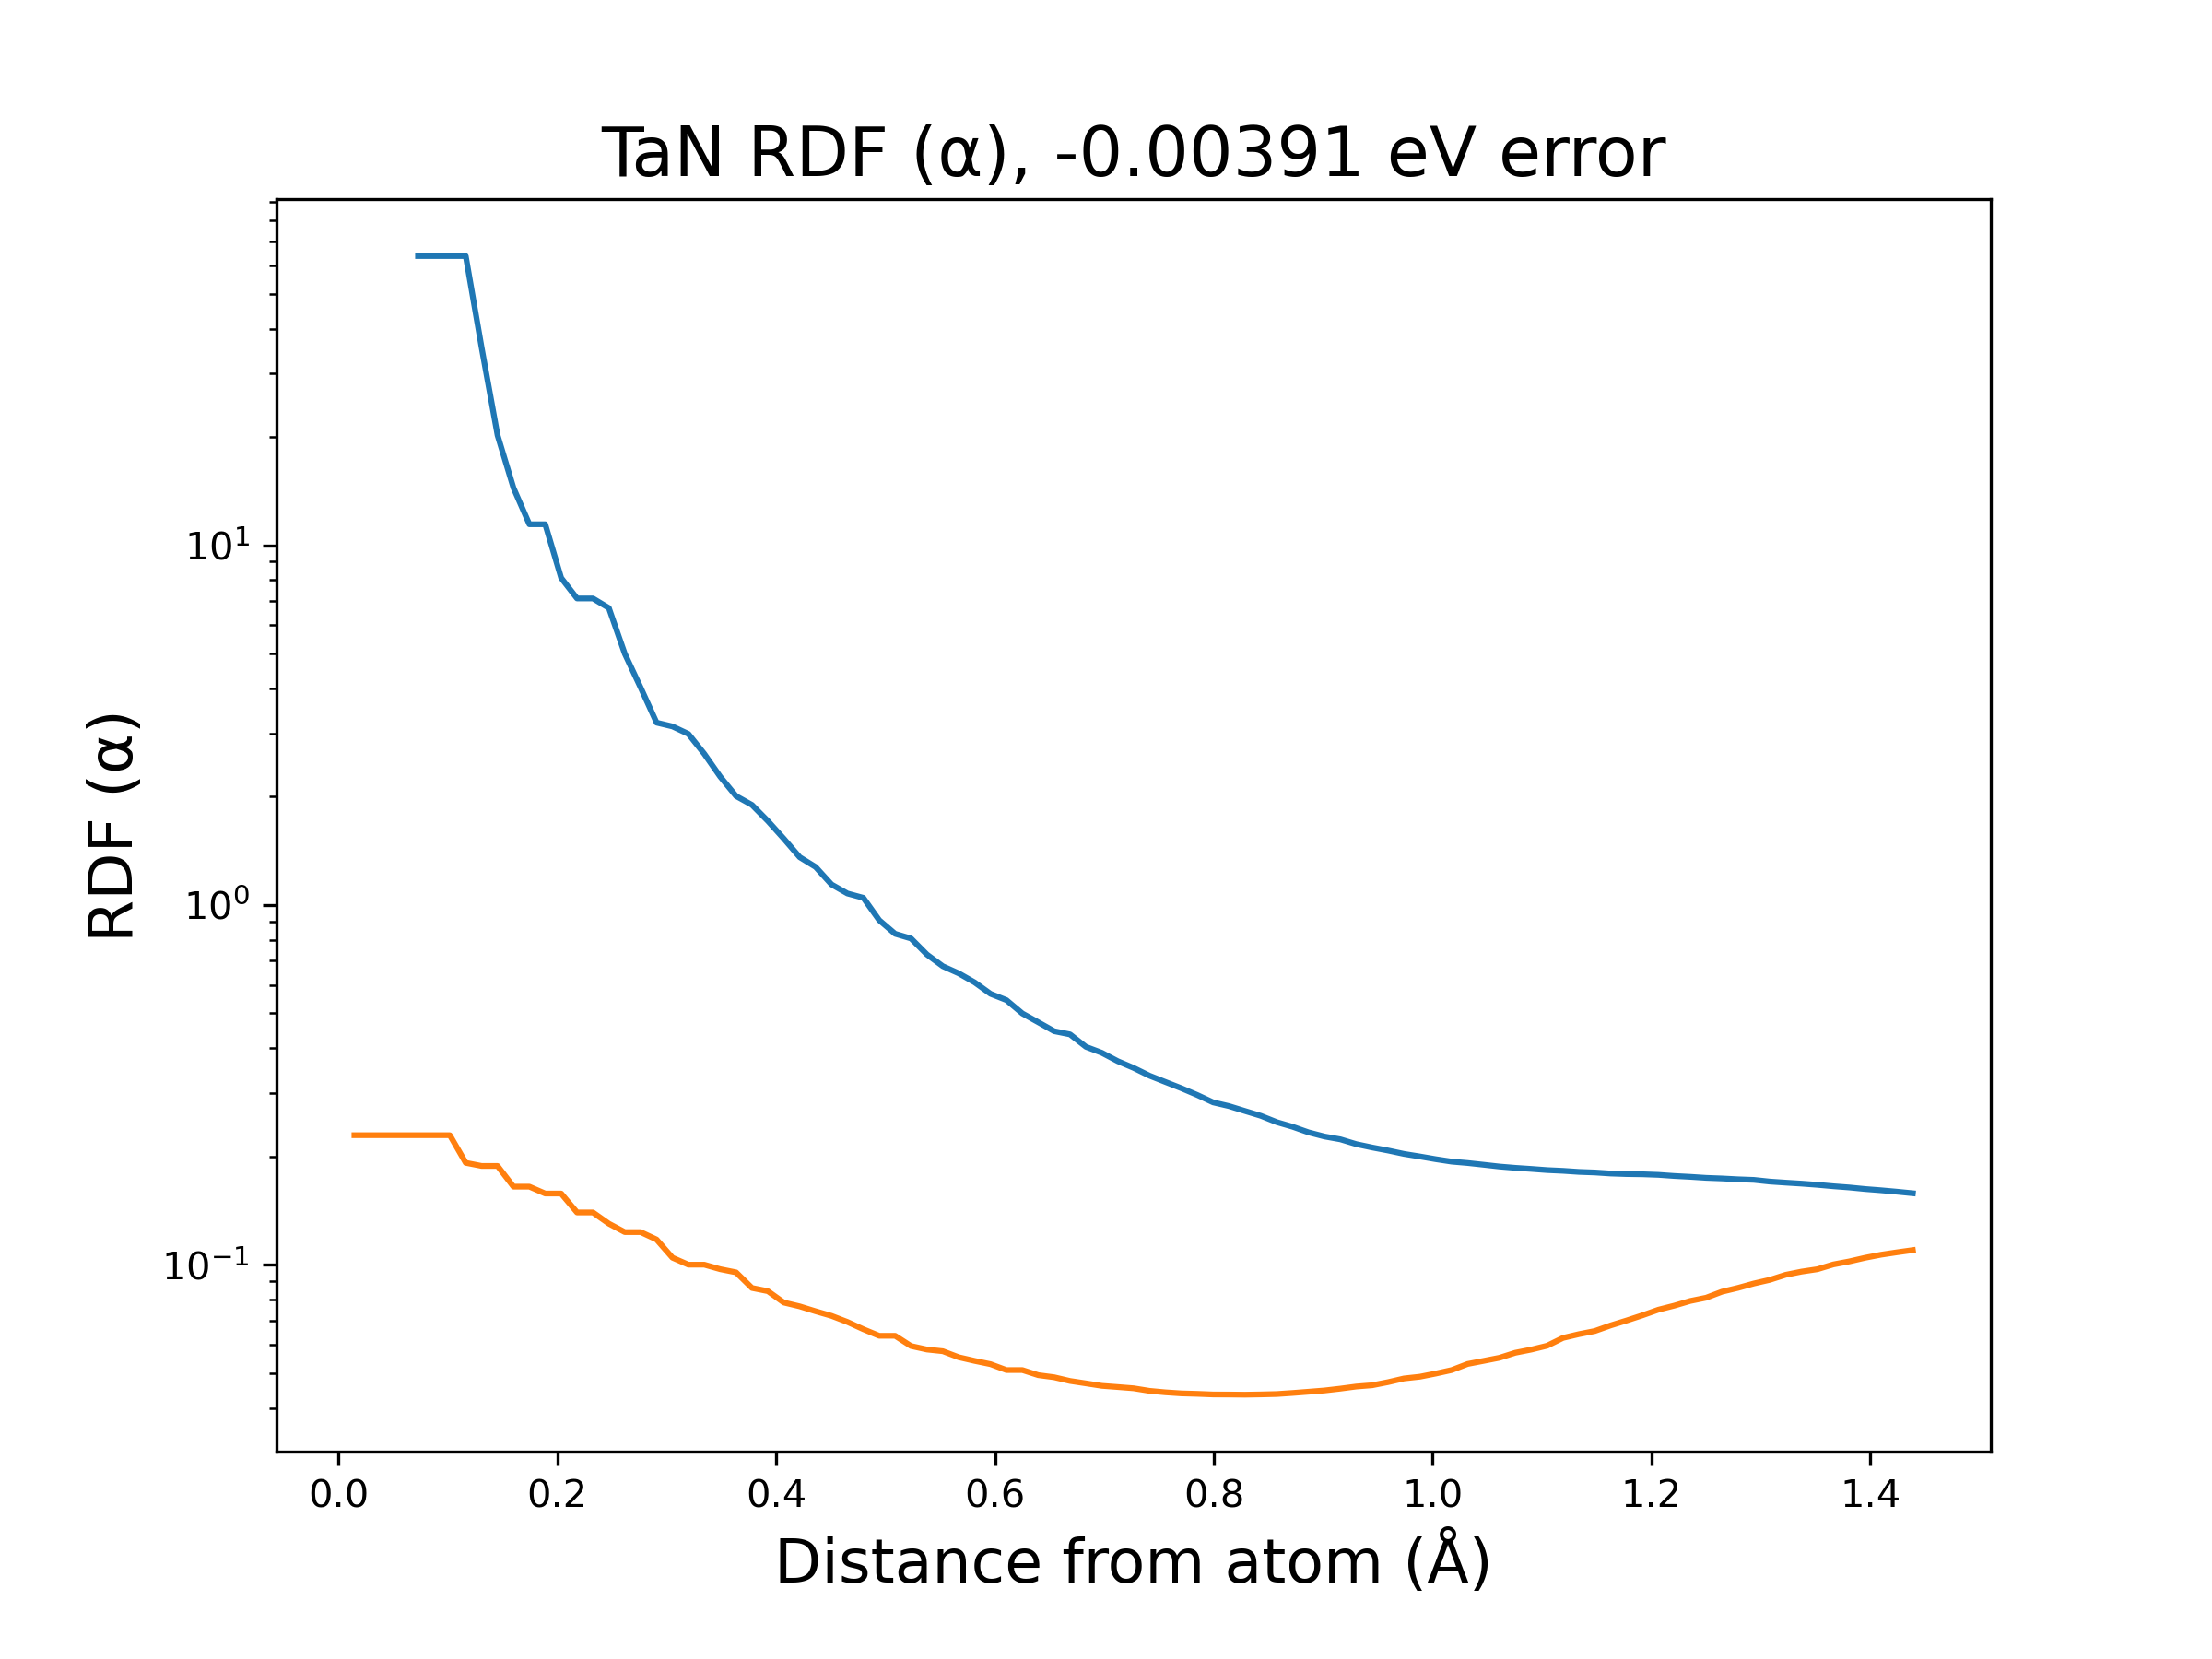 TaN RDF (α), -0.00391 eV error
RDF (α)
10¹
10⁰
10⁻¹
0.0 0.2 0.4 0.6 0.8 1.0 1.2 1.4
Distance from atom (Å)